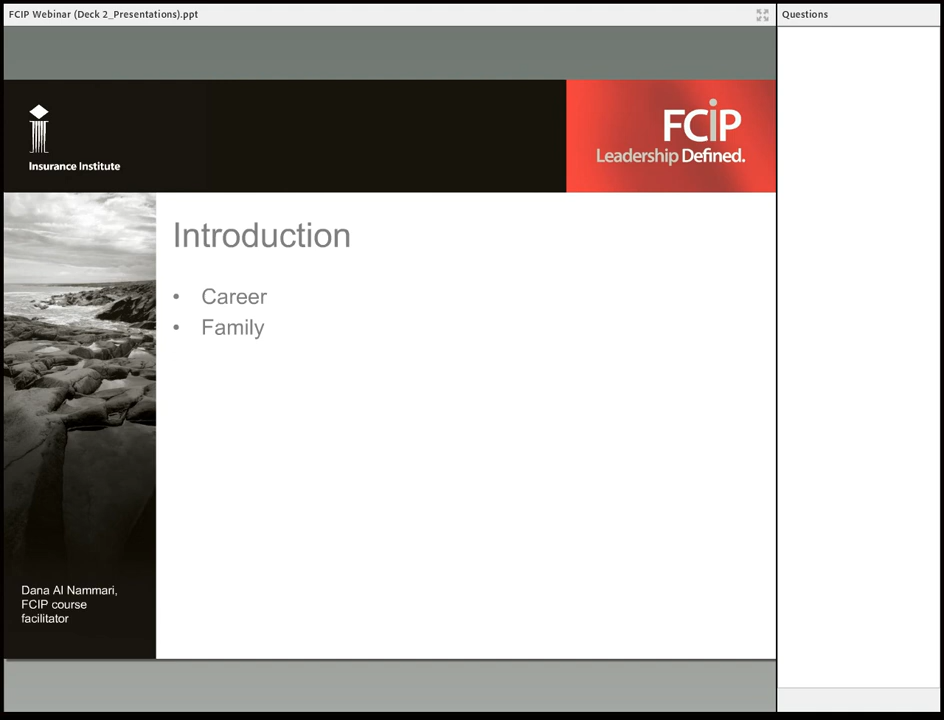 FCIP Webinar (Deck 2_Presentations).ppt
Questions
Insurance Institute
FCiP
Leadership Defined.
Introduction
• Career
• Family
Dana Al Nammari,
FCIP course
facilitator